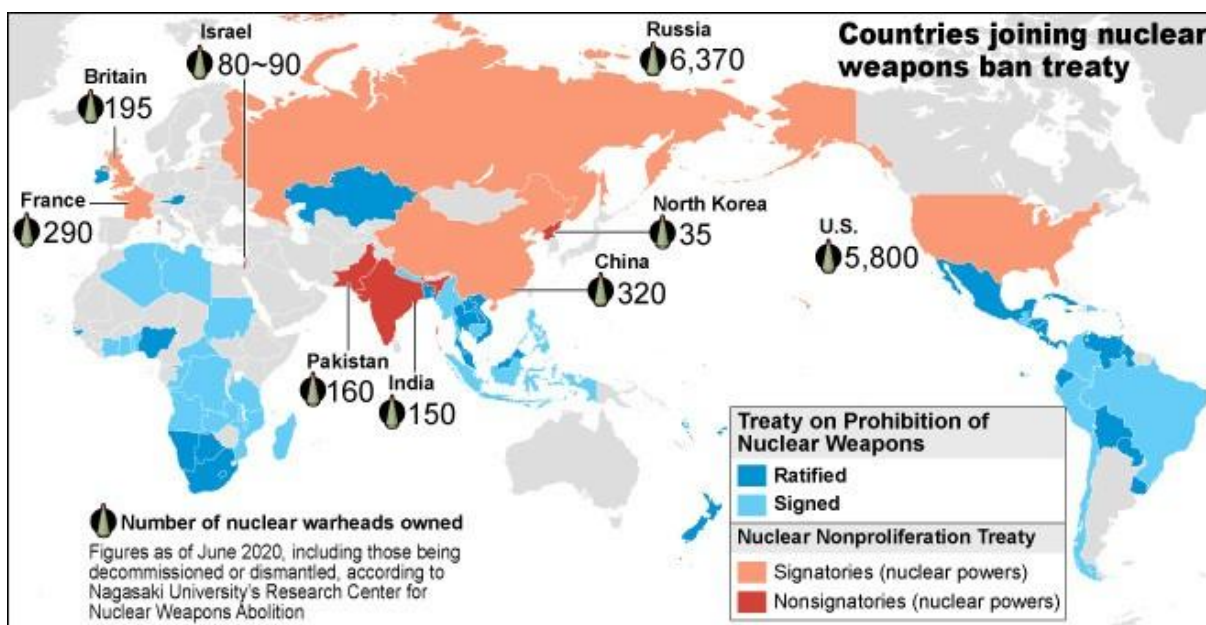 Countries joining nuclear
weapons ban treaty
Israel
80~90
Russia
6,370
Britain
195
France
290
North Korea
35
U.S.
5,800
China
320
Pakistan
160
India
150
Number of nuclear warheads owned
Figures as of June 2020, including those being
decommissioned or dismantled, according to
Nagasaki University's Research Center for
Nuclear Weapons Abolition
Treaty on Prohibition of
Nuclear Weapons
Ratified
Signed
Nuclear Nonproliferation Treaty
Signatories (nuclear powers)
Nonsignatories (nuclear powers)